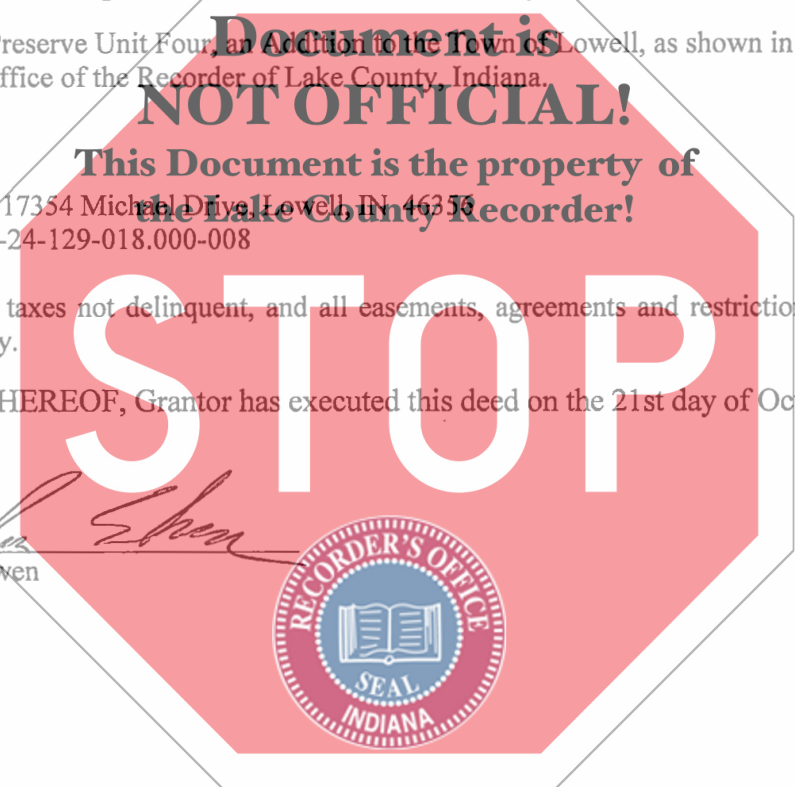 Document is
Preserve Unit Four, an Addition to the Town of Lowell, as shown in
ffice of the Recorder of Lake County, Indiana.
NOT OFFICIAL!
This Document is the property of
17354 Michael Drive, Lowell, IN 46356
the Lake County Recorder!
-24-129-018.000-008
STOP
taxes not delinquent, and all easements, agreements and restriction
y.
HEREOF, Grantor has executed this deed on the 21st day of Oc
wen
RECORDER'S OFFICE
SEAL
INDIANA